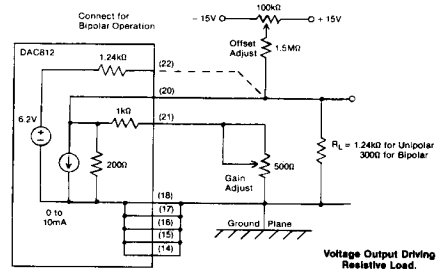 Connect for
Bipolar Operation
DAC812
100kΩ
– 15V
+ 15V
Offset
Adjust
1.5MΩ
1.24kΩ
(22)
(20)
6.2V
1kΩ
(21)
200Ω
500Ω
Gain
Adjust
RL = 1.24kΩ for Unipolar
300Ω for Bipolar
0 to
10mA
(18)
(17)
(16)
(15)
(14)
Ground Plane
Voltage Output Driving
Resistive Load.